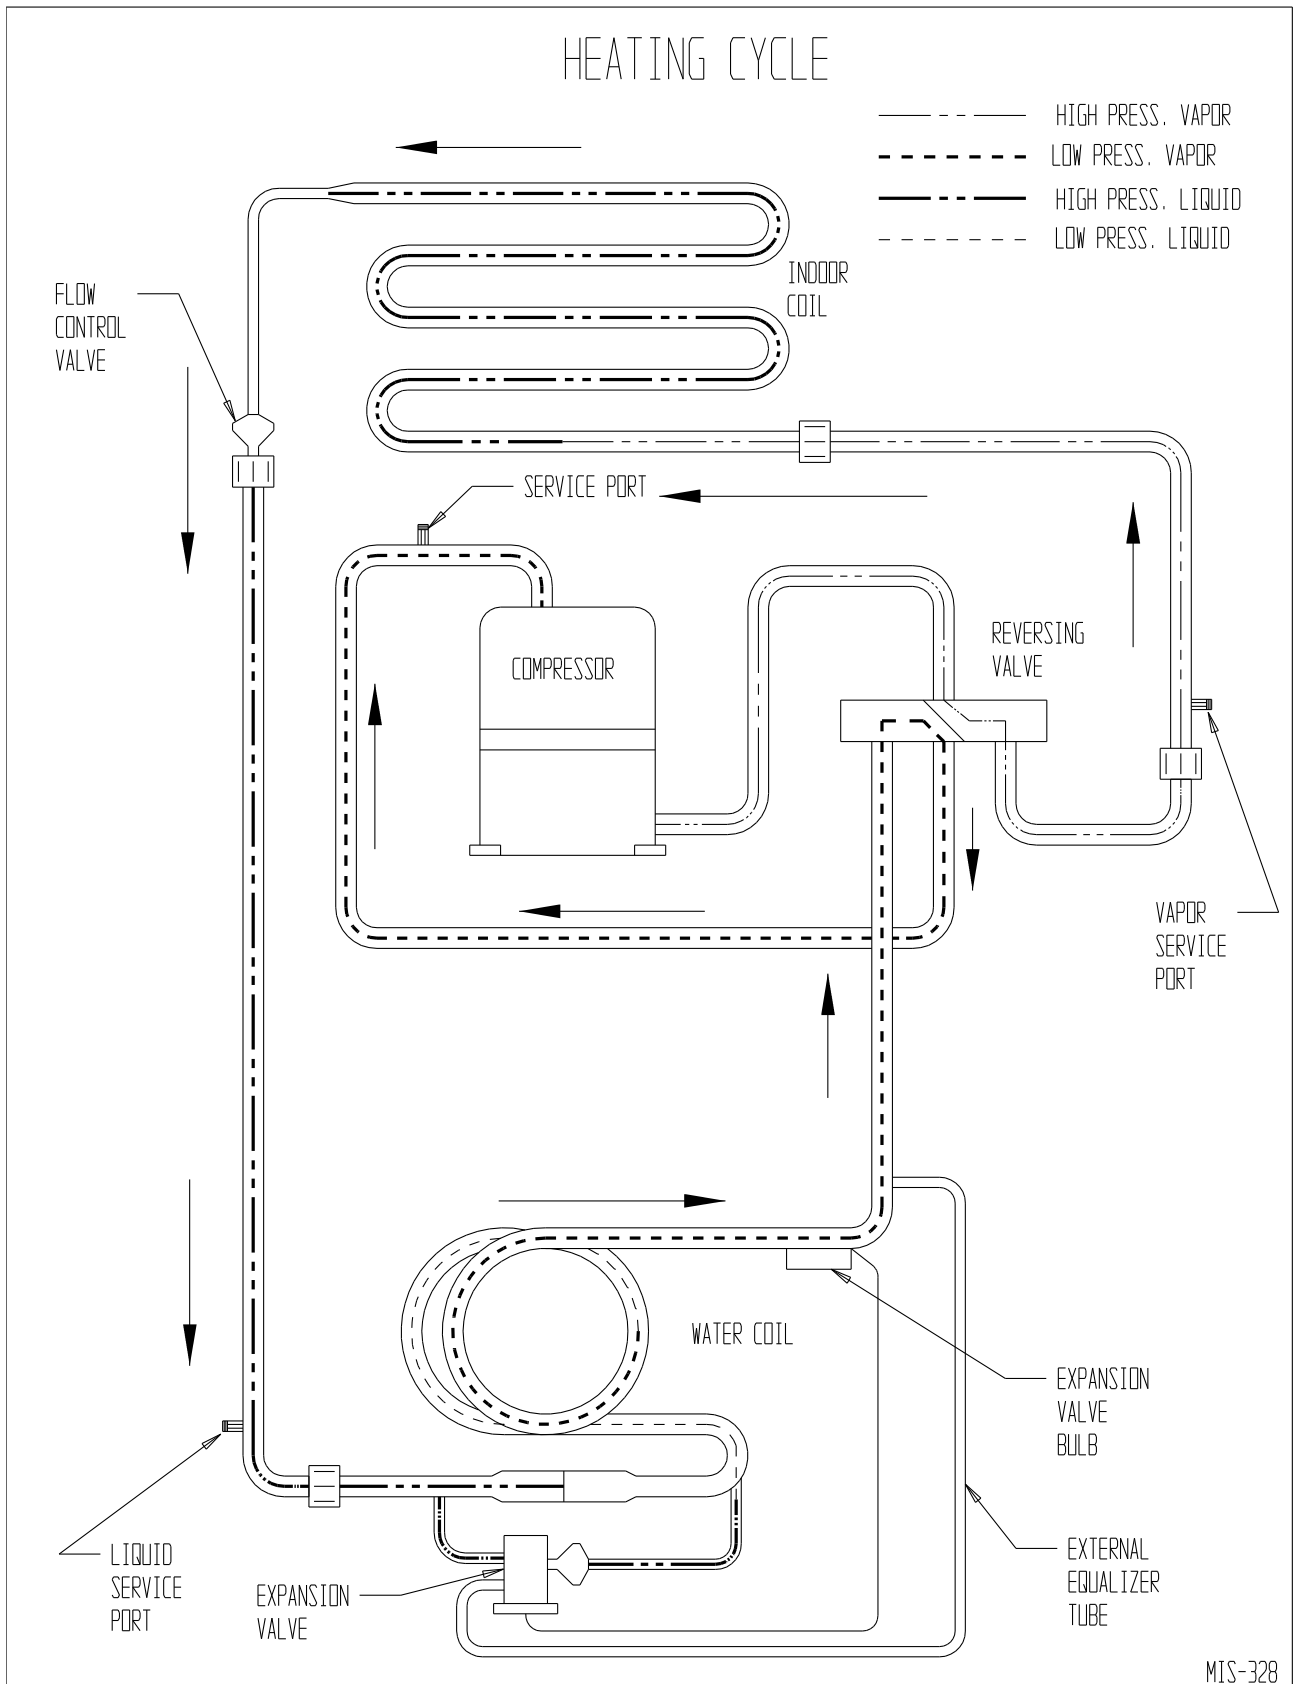 HEATING CYCLE
HIGH PRESS. VAPOR
LOW PRESS. VAPOR
HIGH PRESS. LIQUID
LOW PRESS. LIQUID
INDOOR
COIL
FLOW
CONTROL
VALVE
SERVICE PORT
REVERSING
VALVE
COMPRESSOR
VAPOR
SERVICE
PORT
WATER COIL
EXPANSION
VALVE
BULB
LIQUID
SERVICE
PORT
EXPANSION
VALVE
EXTERNAL
EQUALIZER
TUBE
MIS-328